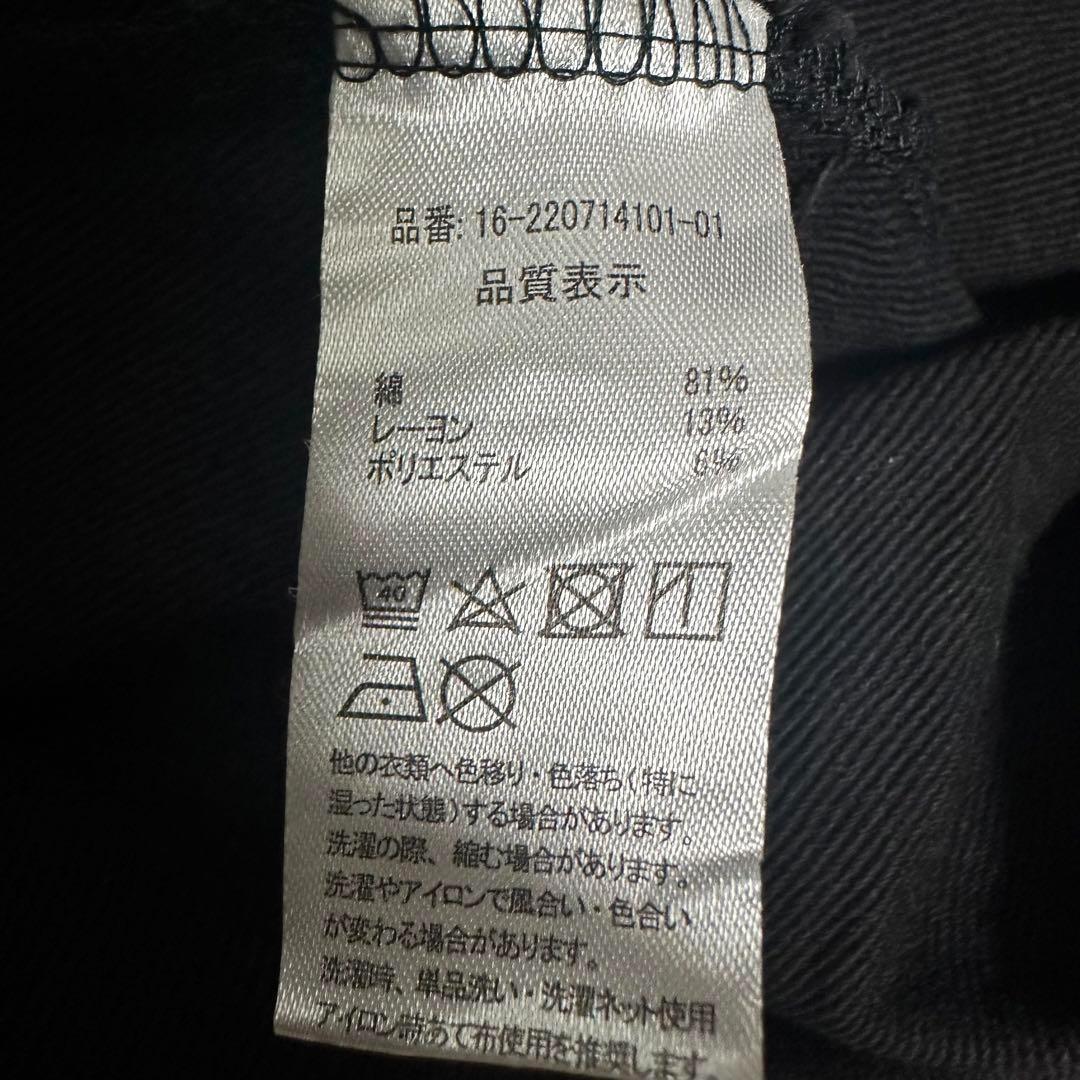 品番: 16-220714101-01
品質表示
綿 81%
レーヨン 13%
ポリエステル 6%
40
他の衣類へ色移り・色落ち(特に
湿った状態)する場合があります。
洗濯の際、縮む場合があります。
洗濯やアイロンで風合い・色合い
が変わる場合があります。
洗濯時、単品洗い・洗濯ネット使用
アイロン時あて布使用を推奨します。